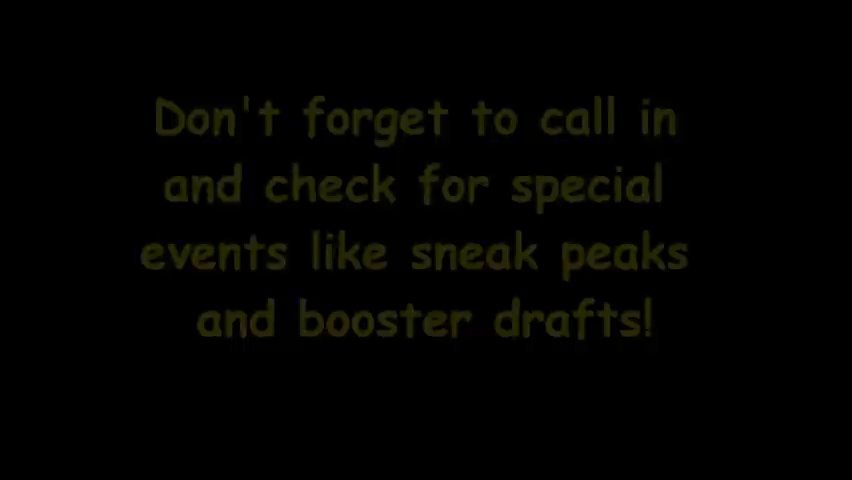 Don't forget to call in
and check for special
events like sneak peaks
and booster drafts!